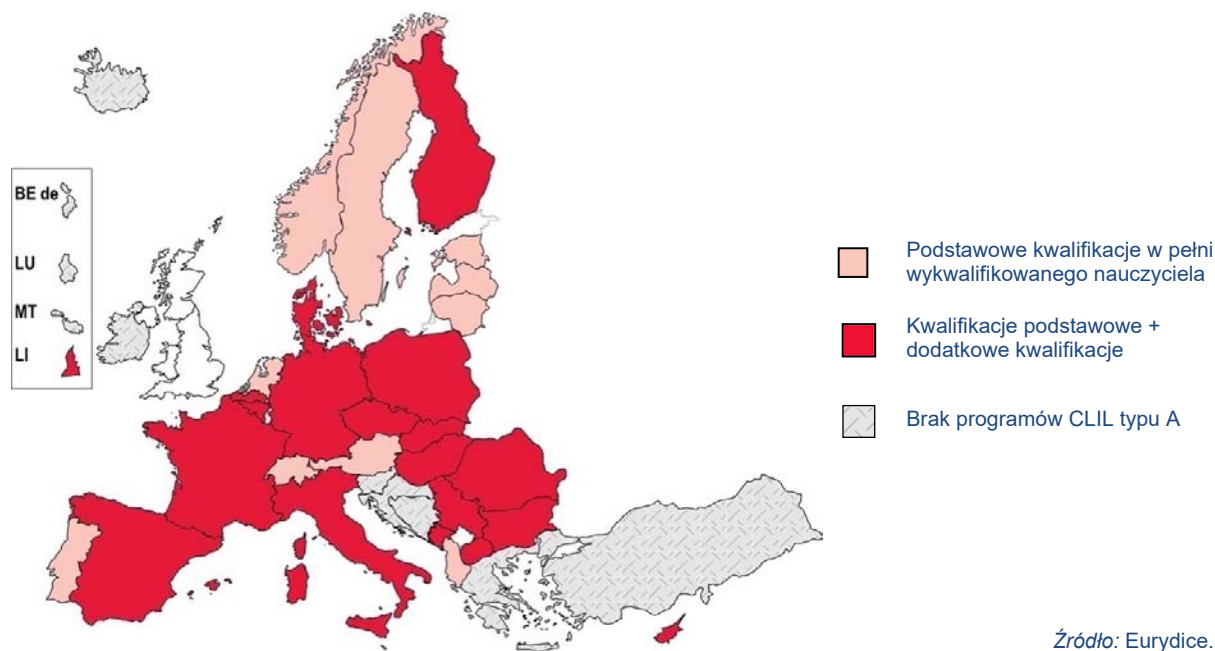 BE de
LU
MT
LI
Podstawowe kwalifikacje w pełni
wykwalifikowanego nauczyciela
Kwalifikacje podstawowe +
dodatkowe kwalifikacje
Brak programów CLIL typu A
Źródło: Eurydice.